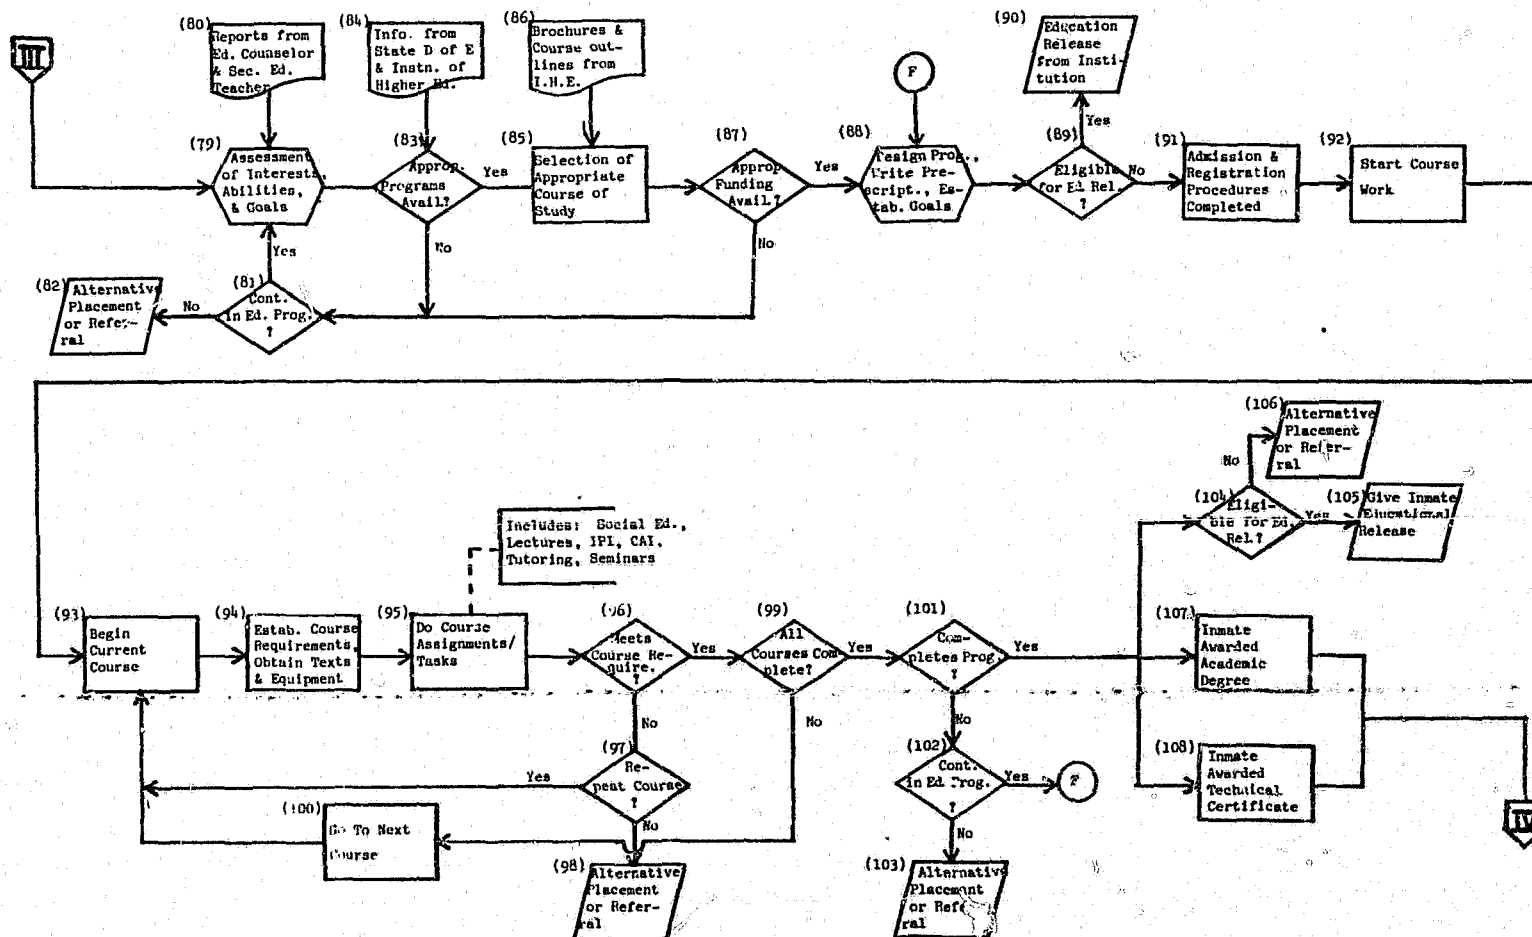 III
(80)
Reports from
Ed. Counselor
& Sec. Ed.
Teacher
(84)
Info. from
State D of E
& Instn. of
Higher Ed.
(86)
Brochures &
Course out-
lines from
I.H.E.
F
(90)
Education
Release
from Insti-
tution
Yes
(79)
Assessment
of Interests,
Abilities,
& Goals
(83)
Approp.
Programs
Avail.?
Yes
No
(85)
Selection of
Appropriate
Course of
Study
(87)
Approp
Funding
Avail.?
Yes
No
(88)
Design Prog.,
Write Pre-
script., Es-
tab. Goals
(89)
Eligible
for Ed Rel.
?
No
(91)
Admission &
Registration
Procedures
Completed
(92)
Start Course
Work
Yes
(81)
Cont.
in Ed. Prog.
?
No
(82)
Alternative
Placement
or Refer-
ral
(106)
Alternative
Placement
or Refer-
ral
No
(104)
Eligi-
ble for Ed.
Rel.?
Yes
(105)
Give Inmate
Educational
Release
Includes: Social Ed.,
Lectures, IPI, CAI,
Tutoring, Seminars
(93)
Begin
Current
Course
(94)
Estab. Course
Requirements,
Obtain Texts
& Equipment
(95)
Do Course
Assignments/
Tasks
(96)
Meets
Course Re-
quire.
?
Yes
No
(99)
All
Courses Com
plete?
Yes
No
(101)
Com-
pletes Prog.
?
Yes
No
(107)
Inmate
Awarded
Academic
Degree
(97)
Re-
peat Course
?
Yes
No
(102)
Cont.
in Ed Prog.
?
Yes
F
No
(108)
Inmate
Awarded
Technical
Certificate
IV
(100)
Go To Next
Course
(98)
Alternative
Placement
or Refer-
ral
(103)
Alternative
Placement
or Refer
ral